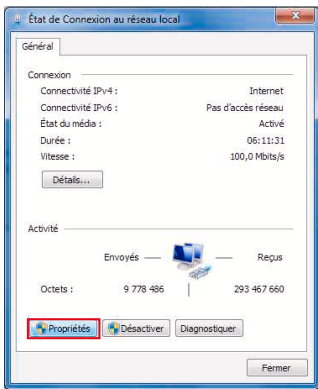 État de Connexion au réseau local
Général
Connexion
Connectivité IPv4 : Internet
Connectivité IPv6 : Pas d'accès réseau
État du média : Activé
Durée : 06:11:31
Vitesse : 100,0 Mbits/s
Détails...
Activité
Envoyés — — Reçus
Octets : 9 778 486 | 293 467 660
Propriétés Désactiver Diagnostiquer
Fermer